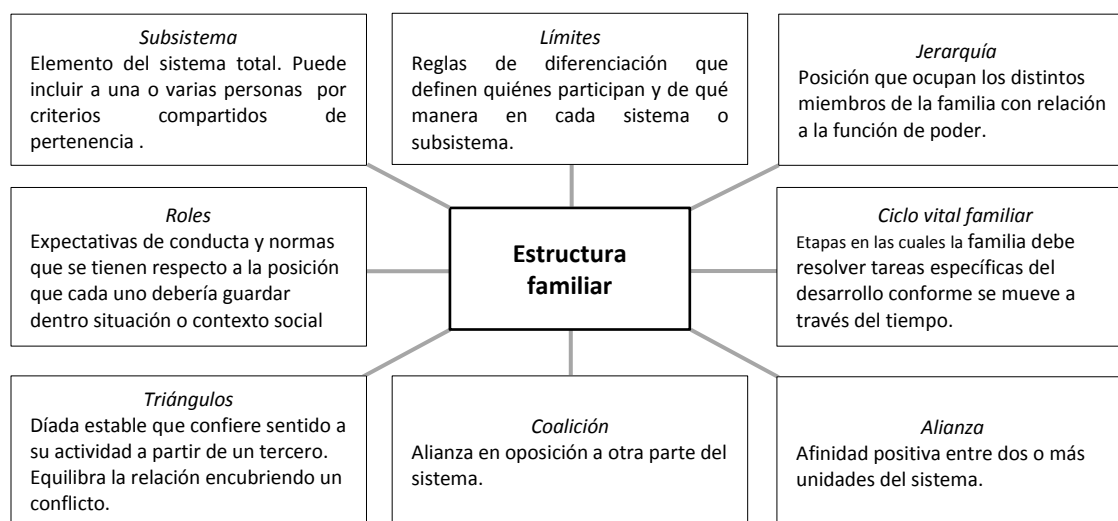 Subsistema
Elemento del sistema total. Puede
incluir a una o varias personas por
criterios compartidos de
pertenencia .
Límites
Reglas de diferenciación que
definen quiénes participan y de qué
manera en cada sistema o
subsistema.
Jerarquía
Posición que ocupan los distintos
miembros de la familia con relación
a la función de poder.
Roles
Expectativas de conducta y normas
que se tienen respecto a la posición
que cada uno debería guardar
dentro situación o contexto social
Estructura
familiar
Ciclo vital familiar
Etapas en las cuales la familia debe
resolver tareas específicas del
desarrollo conforme se mueve a
través del tiempo.
Triángulos
Díada estable que confiere sentido a
su actividad a partir de un tercero.
Equilibra la relación encubriendo un
conflicto.
Coalición
Alianza en oposición a otra parte del
sistema.
Alianza
Afinidad positiva entre dos o más
unidades del sistema.